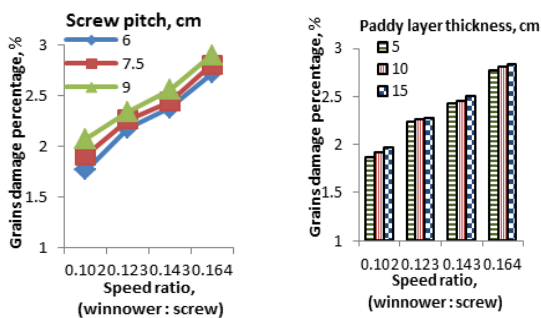 Screw pitch, cm
6
7.5
9
Grains damage percentage, %
3
2.5
2
1.5
1
0.102 0.123 0.143 0.164
Speed ratio,
(winnower : screw)
Paddy layer thickness, cm
5
10
15
Grains damage percentage, %
3
2.5
2
1.5
1
0.102 0.123 0.143 0.164
Speed ratio,
(winnower : screw)